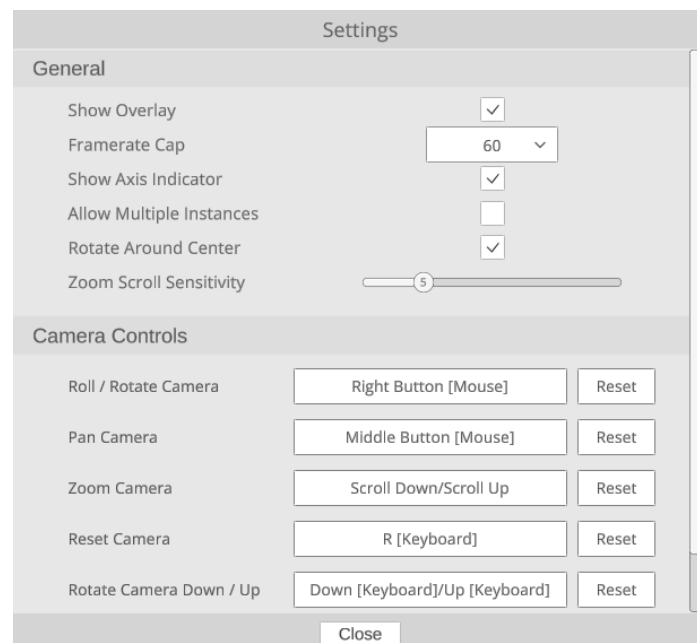 Settings
General
Show Overlay
Framerate Cap 60
Show Axis Indicator
Allow Multiple Instances
Rotate Around Center
Zoom Scroll Sensitivity 5
Camera Controls
Roll / Rotate Camera Right Button [Mouse] Reset
Pan Camera Middle Button [Mouse] Reset
Zoom Camera Scroll Down/Scroll Up Reset
Reset Camera R [Keyboard] Reset
Rotate Camera Down / Up Down [Keyboard]/Up [Keyboard] Reset
Close